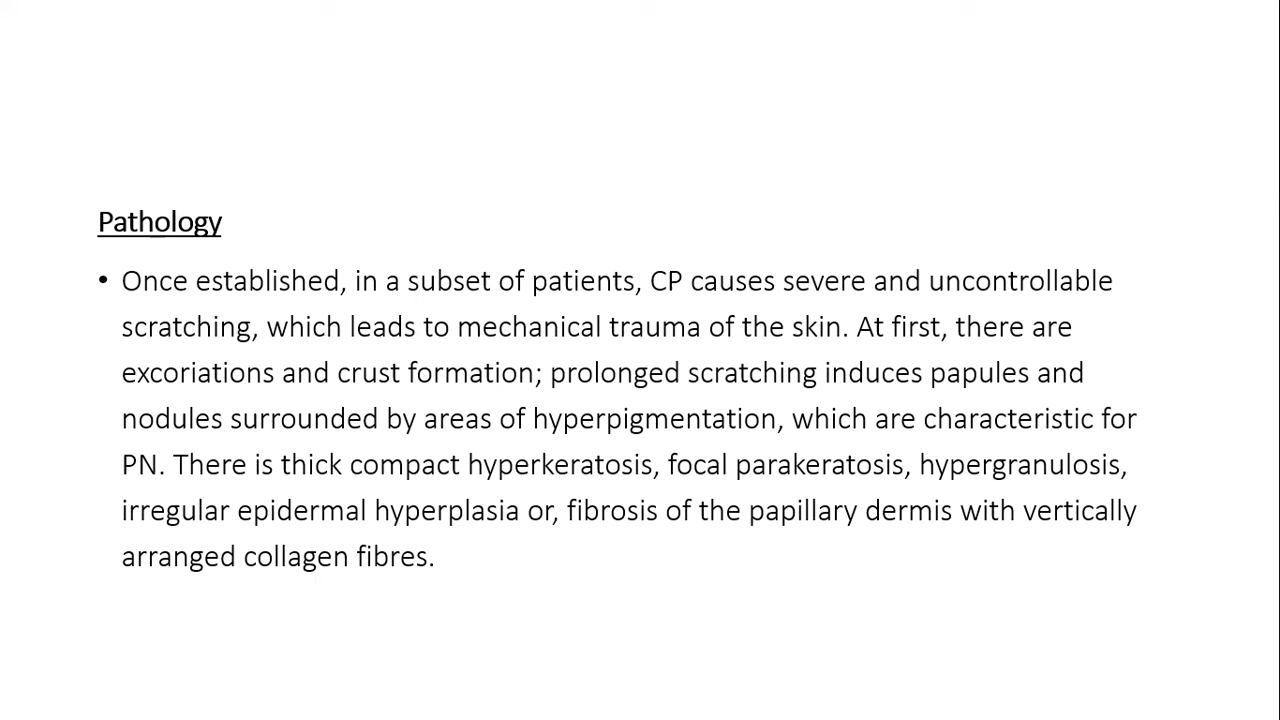 Pathology
• Once established, in a subset of patients, CP causes severe and uncontrollable
scratching, which leads to mechanical trauma of the skin. At first, there are
excoriations and crust formation; prolonged scratching induces papules and
nodules surrounded by areas of hyperpigmentation, which are characteristic for
PN. There is thick compact hyperkeratosis, focal parakeratosis, hypergranulosis,
irregular epidermal hyperplasia or, fibrosis of the papillary dermis with vertically
arranged collagen fibres.